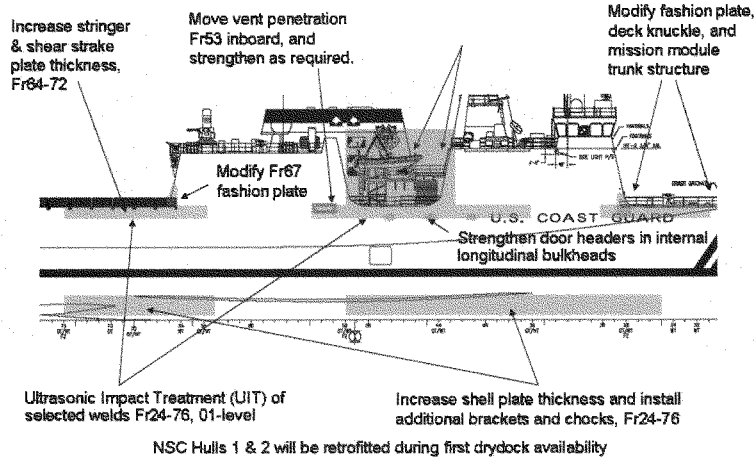 Increase stringer
& shear strake
plate thickness,
Fr64-72
Move vent penetration
Fr53 inboard, and
strengthen as required.
Modify fashion plate,
deck knuckle, and
mission module
trunk structure
Modify Fr67
fashion plate
U.S. COAST GUARD
Strengthen door headers in internal
longitudinal bulkheads
Ultrasonic Impact Treatment (UIT) of
selected welds Fr24-76, 01-level
Increase shell plate thickness and install
additional brackets and chocks, Fr24-76
NSC Hulls 1 & 2 will be retrofitted during first drydock availability